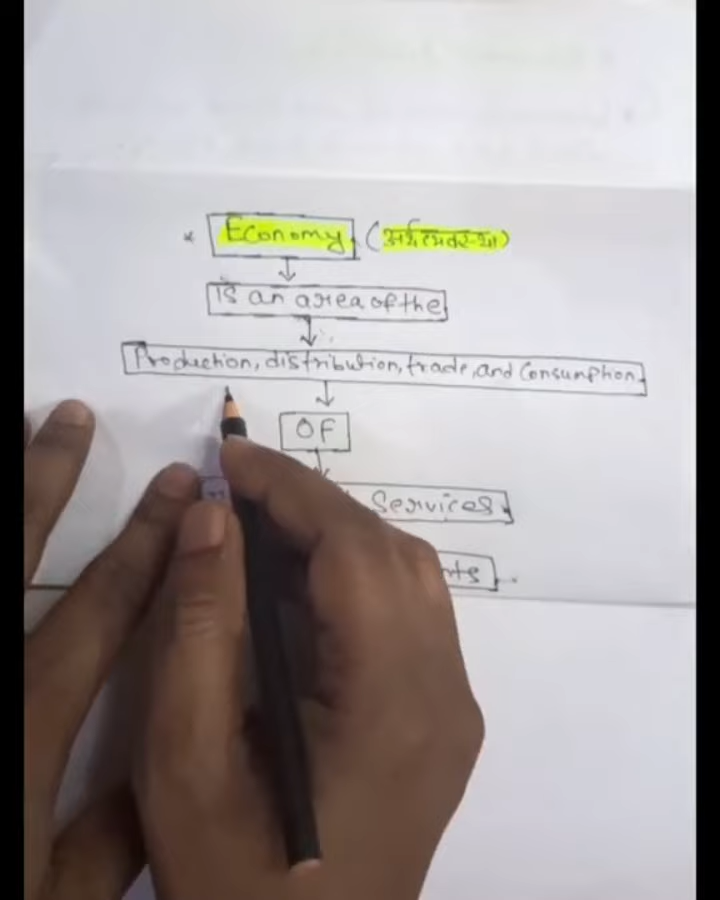 * Economy (अर्थव्यवस्था)
is an area of the
Production, distribution, trade, and Consumption
OF
Services